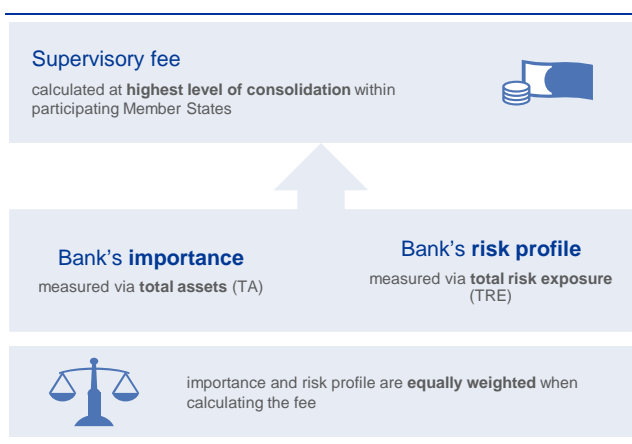 Supervisory fee
calculated at highest level of consolidation within
participating Member States
Bank's importance
measured via total assets (TA)
Bank's risk profile
measured via total risk exposure
(TRE)
importance and risk profile are equally weighted when
calculating the fee